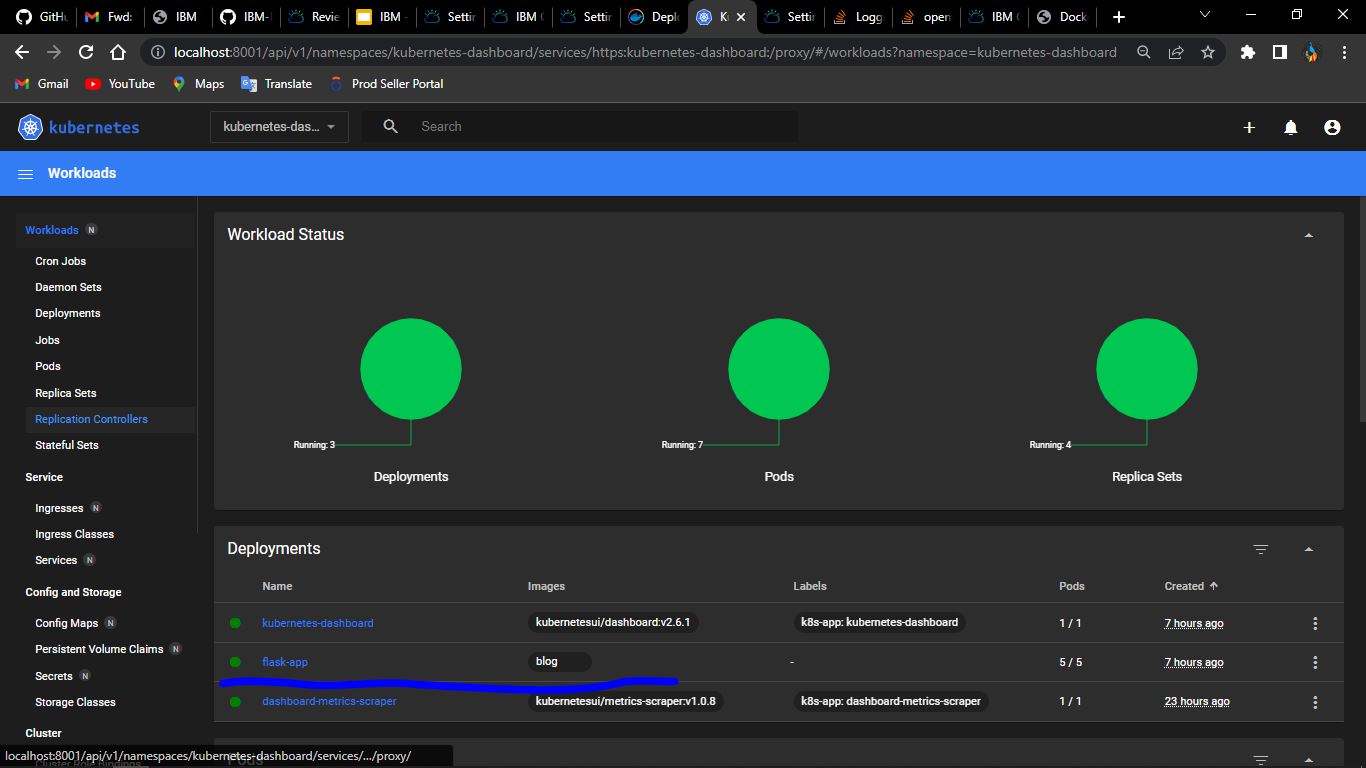 GitHu Fwd: IBM IBM- Revie IBM - Settin IBM C Settin Deplo K Settin Logg open IBM C Dock
localhost:8001/api/v1/namespaces/kubernetes-dashboard/services/https:kubernetes-dashboard:/proxy/#/workloads?namespace=kubernetes-dashboard
Gmail YouTube Maps Translate Prod Seller Portal
kubernetes kubernetes-das... Search
Workloads
Workloads N
Cron Jobs
Daemon Sets
Deployments
Jobs
Pods
Replica Sets
Replication Controllers
Stateful Sets
Service
Ingresses N
Ingress Classes
Services N
Config and Storage
Config Maps N
Persistent Volume Claims N
Secrets N
Storage Classes
Cluster
Cluster Role Bindings
Workload Status
Running: 3 Running: 7 Running: 4
Deployments Pods Replica Sets
Deployments
Name Images Labels Pods Created
kubernetes-dashboard kubernetesui/dashboard:v2.6.1 k8s-app: kubernetes-dashboard 1 / 1 7 hours ago
flask-app blog - 5 / 5 7 hours ago
dashboard-metrics-scraper kubernetesui/metrics-scraper:v1.0.8 k8s-app: dashboard-metrics-scraper 1 / 1 23 hours ago
Pods
localhost:8001/api/v1/namespaces/kubernetes-dashboard/services/.../proxy/